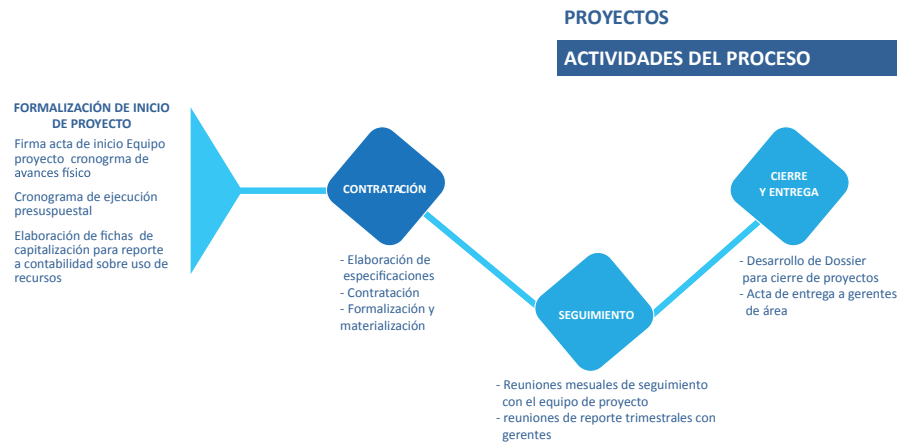 PROYECTOS
ACTIVIDADES DEL PROCESO
FORMALIZACIÓN DE INICIO
DE PROYECTO
Firma acta de inicio Equipo
proyecto cronogrma de
avances físico
Cronograma de ejecución
presuspuestal
Elaboración de fichas de
capitalización para reporte
a contabilidad sobre uso de
recursos
CONTRATACIÓN
- Elaboración de
especificaciones
- Contratación
- Formalización y
materialización
SEGUIMIENTO
- Reuniones mesuales de seguimiento
con el equipo de proyecto
- reuniones de reporte trimestrales con
gerentes
CIERRE
Y ENTREGA
- Desarrollo de Dossier
para cierre de proyectos
- Acta de entrega a gerentes
de área